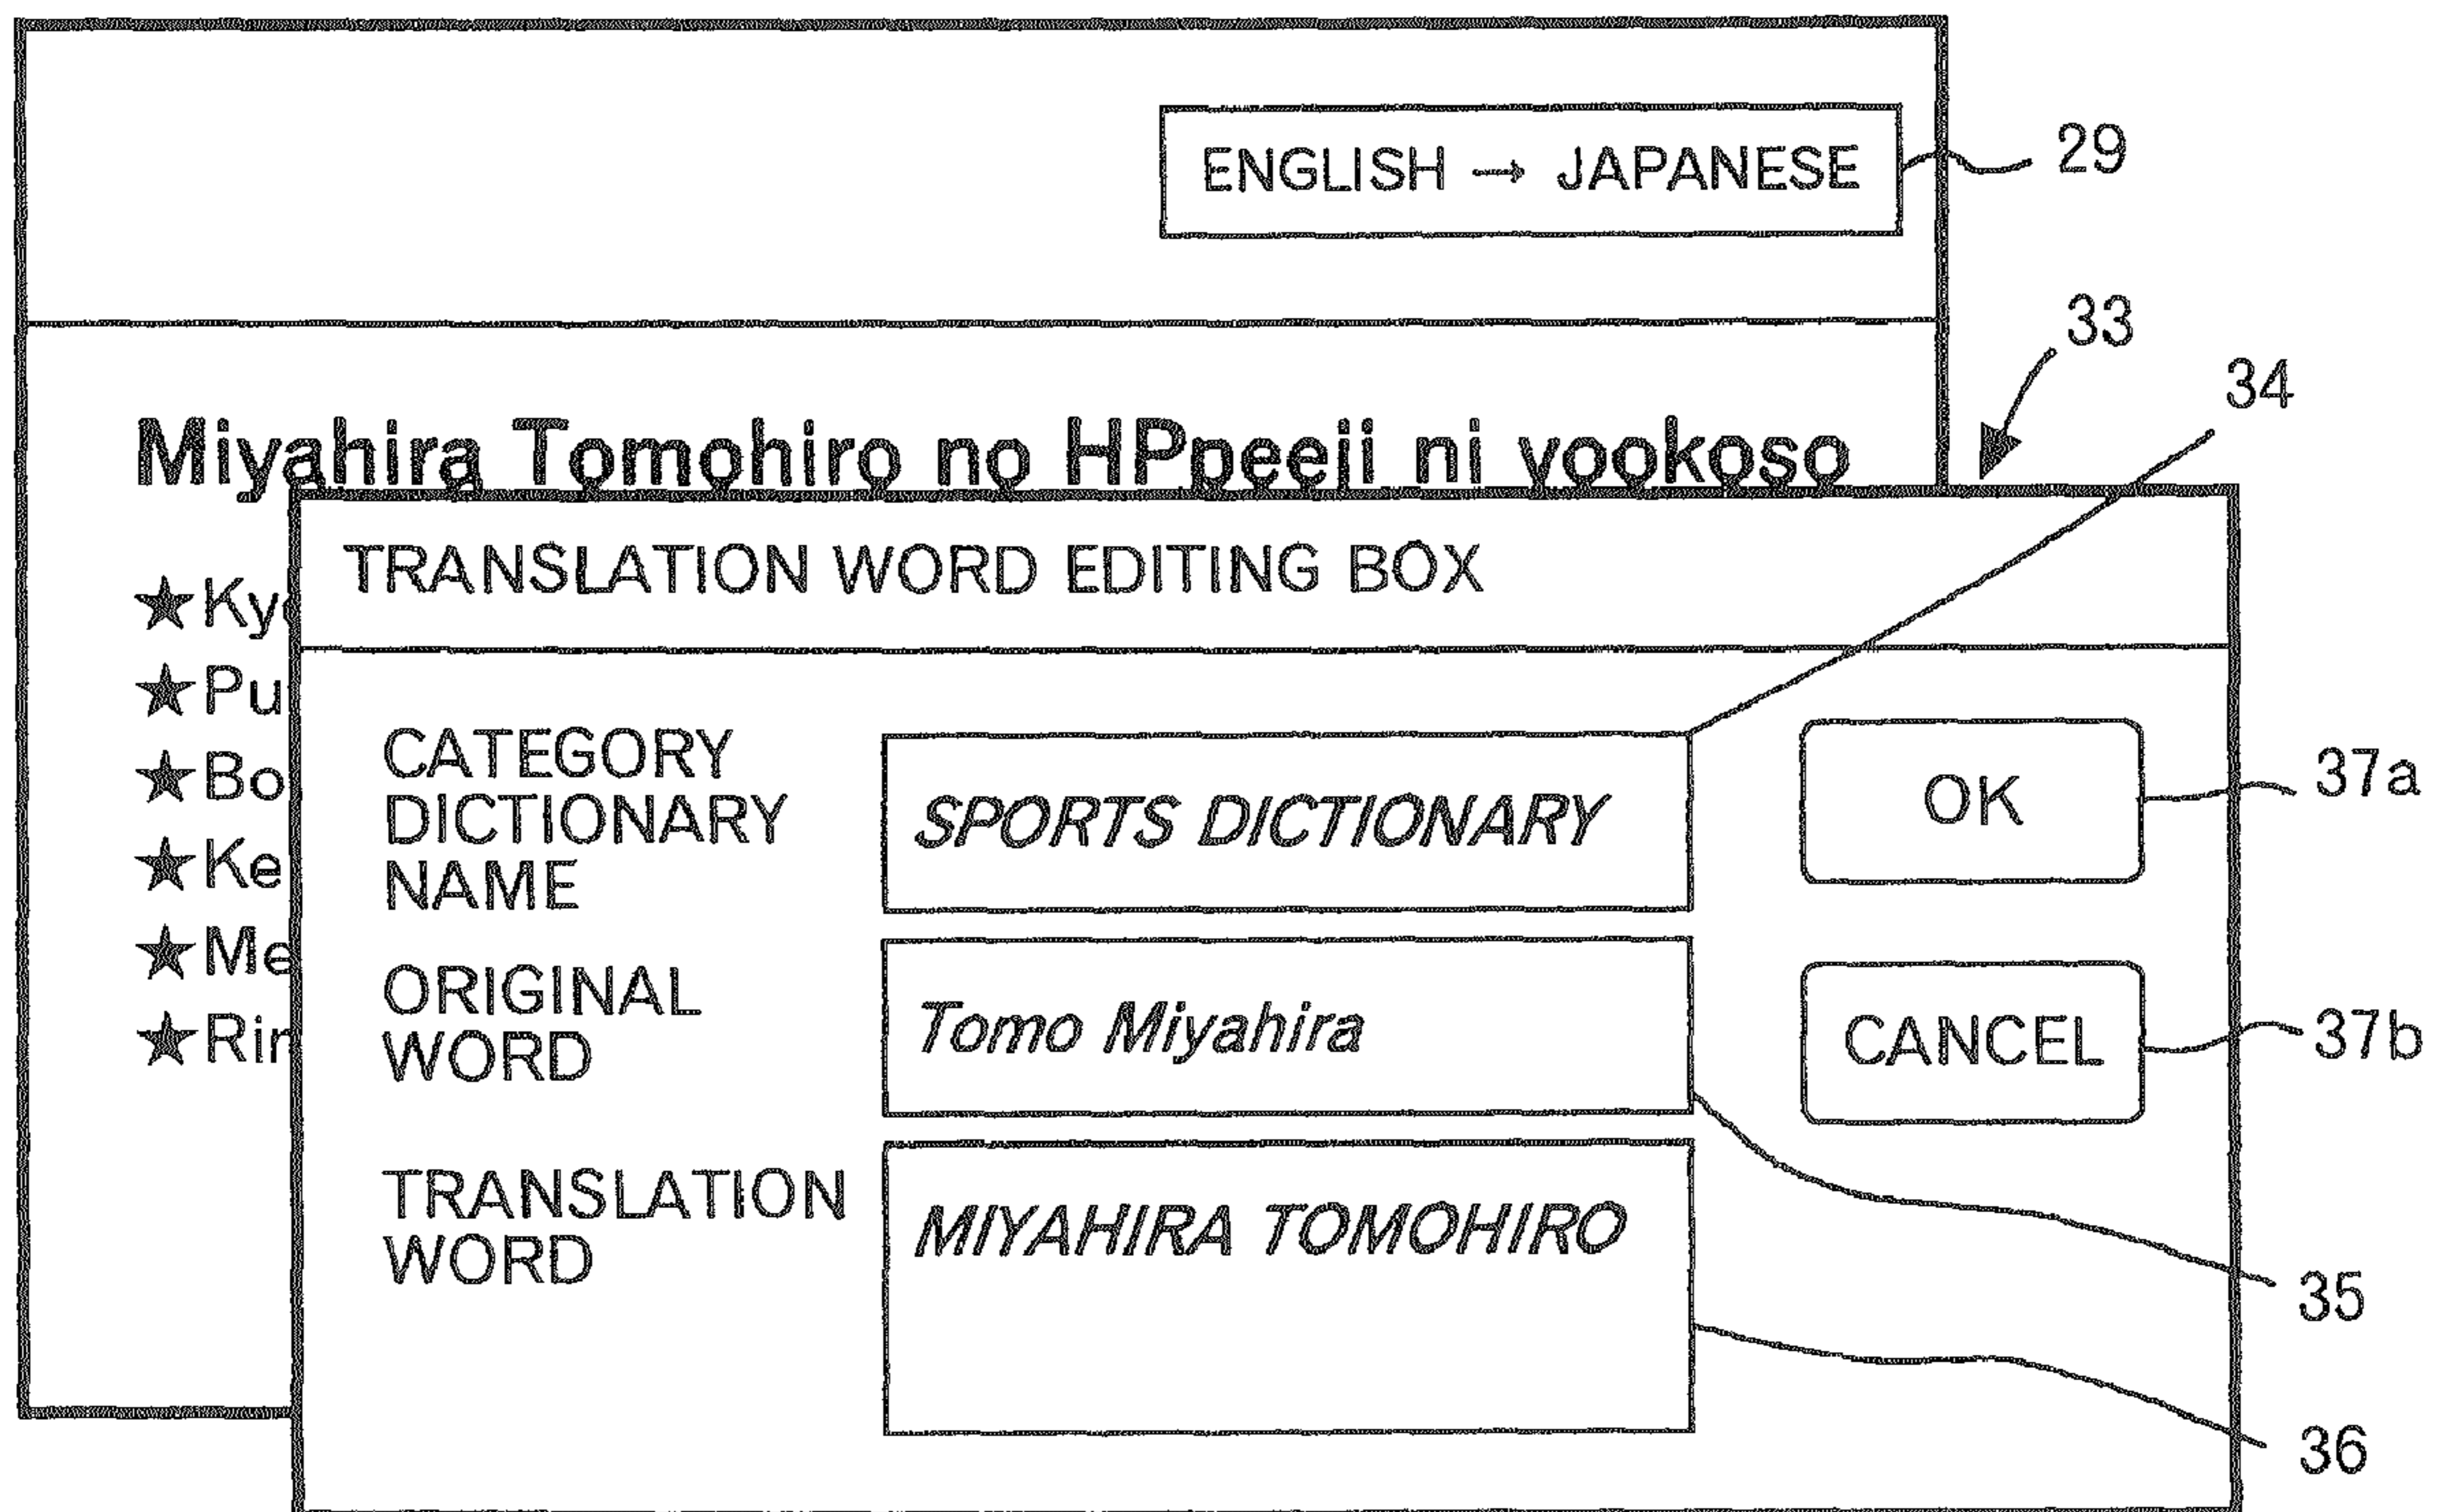 ENGLISH → JAPANESE
29
33
34
Miyahira Tomohiro no HPpeeji ni yookoso
TRANSLATION WORD EDITING BOX
★Ky
★Pu
★Bo
★Ke
★Me
★Rin
CATEGORY
DICTIONARY
NAME
SPORTS DICTIONARY
OK
37a
ORIGINAL
WORD
Tomo Miyahira
CANCEL
37b
TRANSLATION
WORD
MIYAHIRA TOMOHIRO
35
36